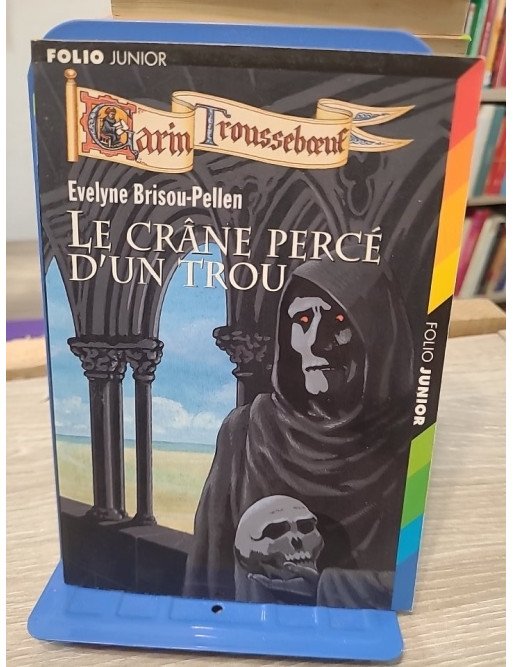 FOLIO JUNIOR
Garin Trousseboeuf
Evelyne Brisou-Pellen
LE CRÂNE PERCÉ
D'UN TROU
FOLIO JUNIOR